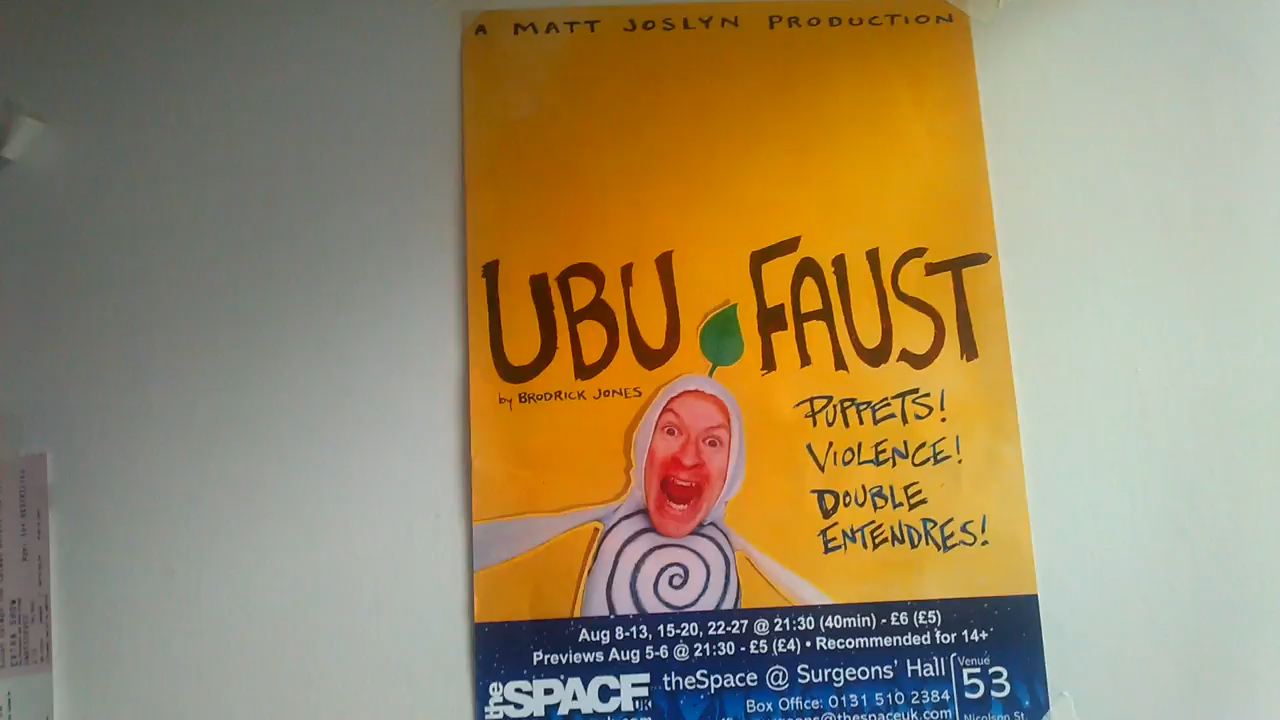 A MATT JOSLYN PRODUCTION
UBU FAUST
by BRODRICK JONES
PUPPETS!
VIOLENCE!
DOUBLE
ENTENDRES!
Aug 8-13, 15-20, 22-27 @ 21:30 (40min) - £6 (£5)
Previews Aug 5-6 @ 21:30 - £5 (£4) • Recommended for 14+
theSPACE UK
theSpace @ Surgeons' Hall
Venue
53
Box Office: 0131 510 2384
Nicolson St